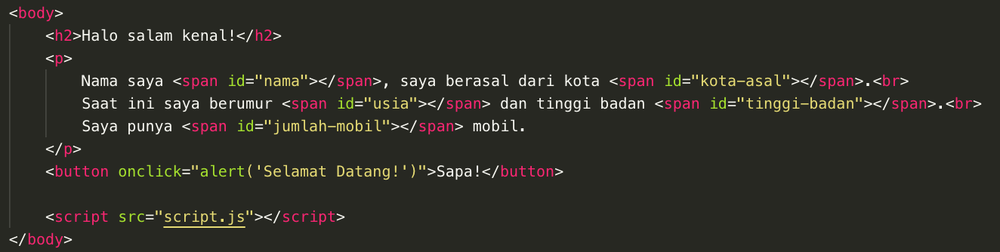 <body>
<h2>Halo salam kenal!</h2>
<p>
Nama saya <span id="nama"></span>, saya berasal dari kota <span id="kota-asal"></span>.<br>
Saat ini saya berumur <span id="usia"></span> dan tinggi badan <span id="tinggi-badan"></span>.<br>
Saya punya <span id="jumlah-mobil"></span> mobil.
</p>
<button onclick="alert('Selamat Datang!')">Sapa!</button>
<script src="script.js"></script>
</body>